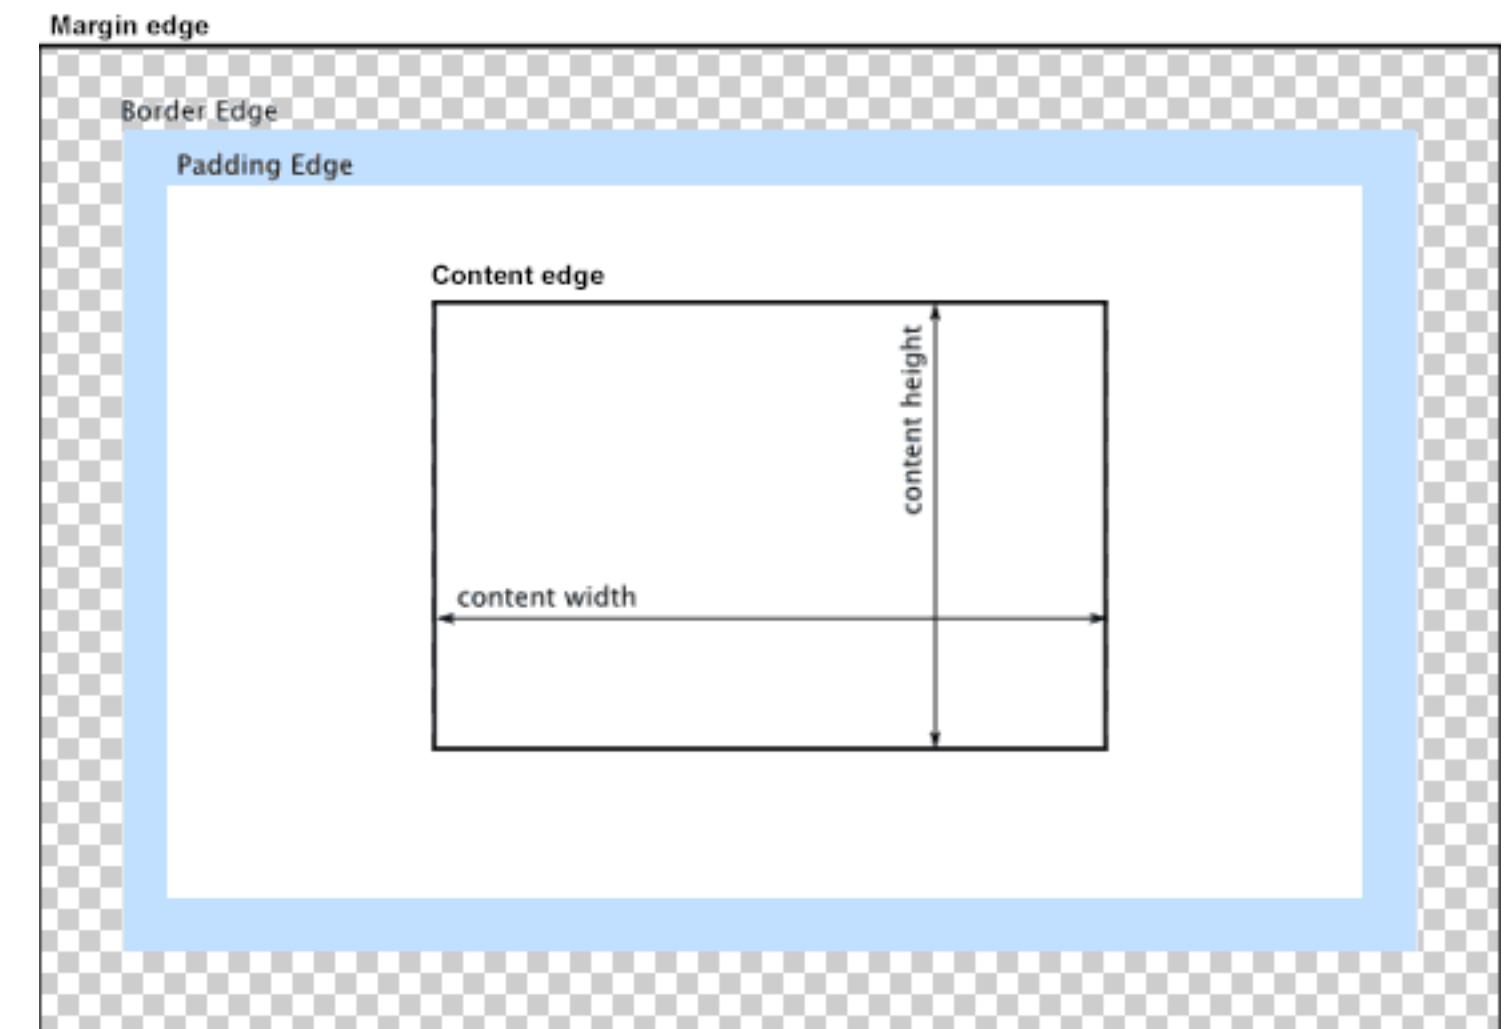 Margin edge
Border Edge
Padding Edge
Content edge
content height
content width